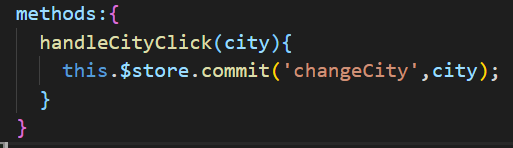 methods:{
handleCityClick(city){
this.$store.commit('changeCity',city);
}
}